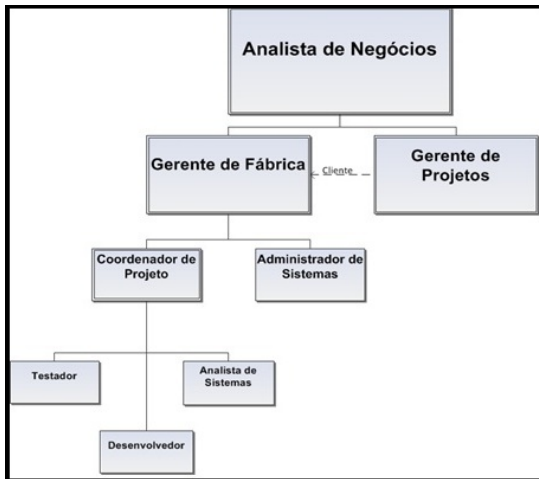 Analista de Negócios
Gerente de Fábrica
Cliente
Gerente de
Projetos
Coordenador de
Projeto
Administrador de
Sistemas
Testador
Analista de
Sistemas
Desenvolvedor